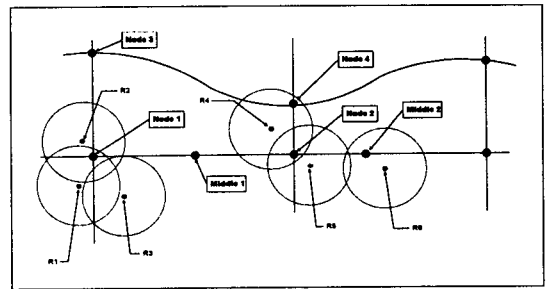 Node 3
Node 4
R2
R4
Node 1
Node 2
Middle 2
Middle 1
R1
R3
R5
R6